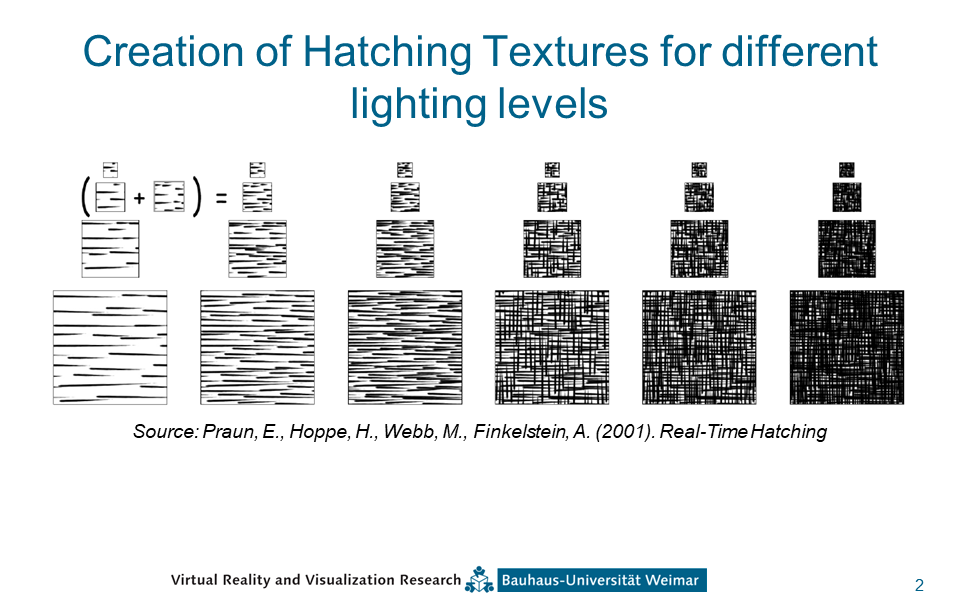 Creation of Hatching Textures for different
lighting levels
( + ) =
Source: Praun, E., Hoppe, H., Webb, M., Finkelstein, A. (2001). Real-Time Hatching
Virtual Reality and Visualization Research Bauhaus-Universität Weimar
2